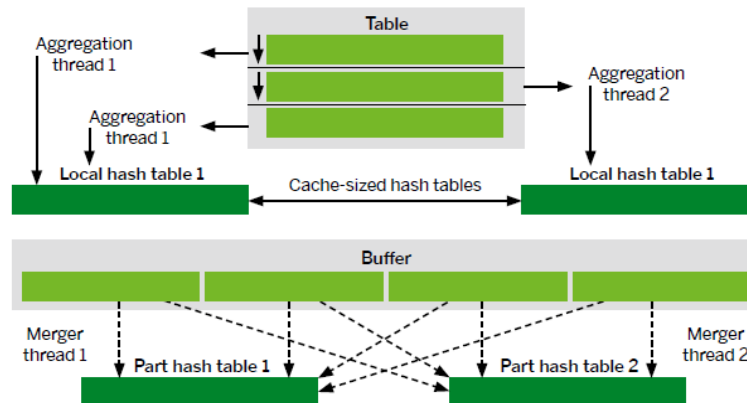 Table
Aggregation
thread 1
Aggregation
thread 2
Aggregation
thread 1
Local hash table 1
Cache-sized hash tables
Local hash table 1
Buffer
Merger
thread 1
Merger
thread 2
Part hash table 1
Part hash table 2